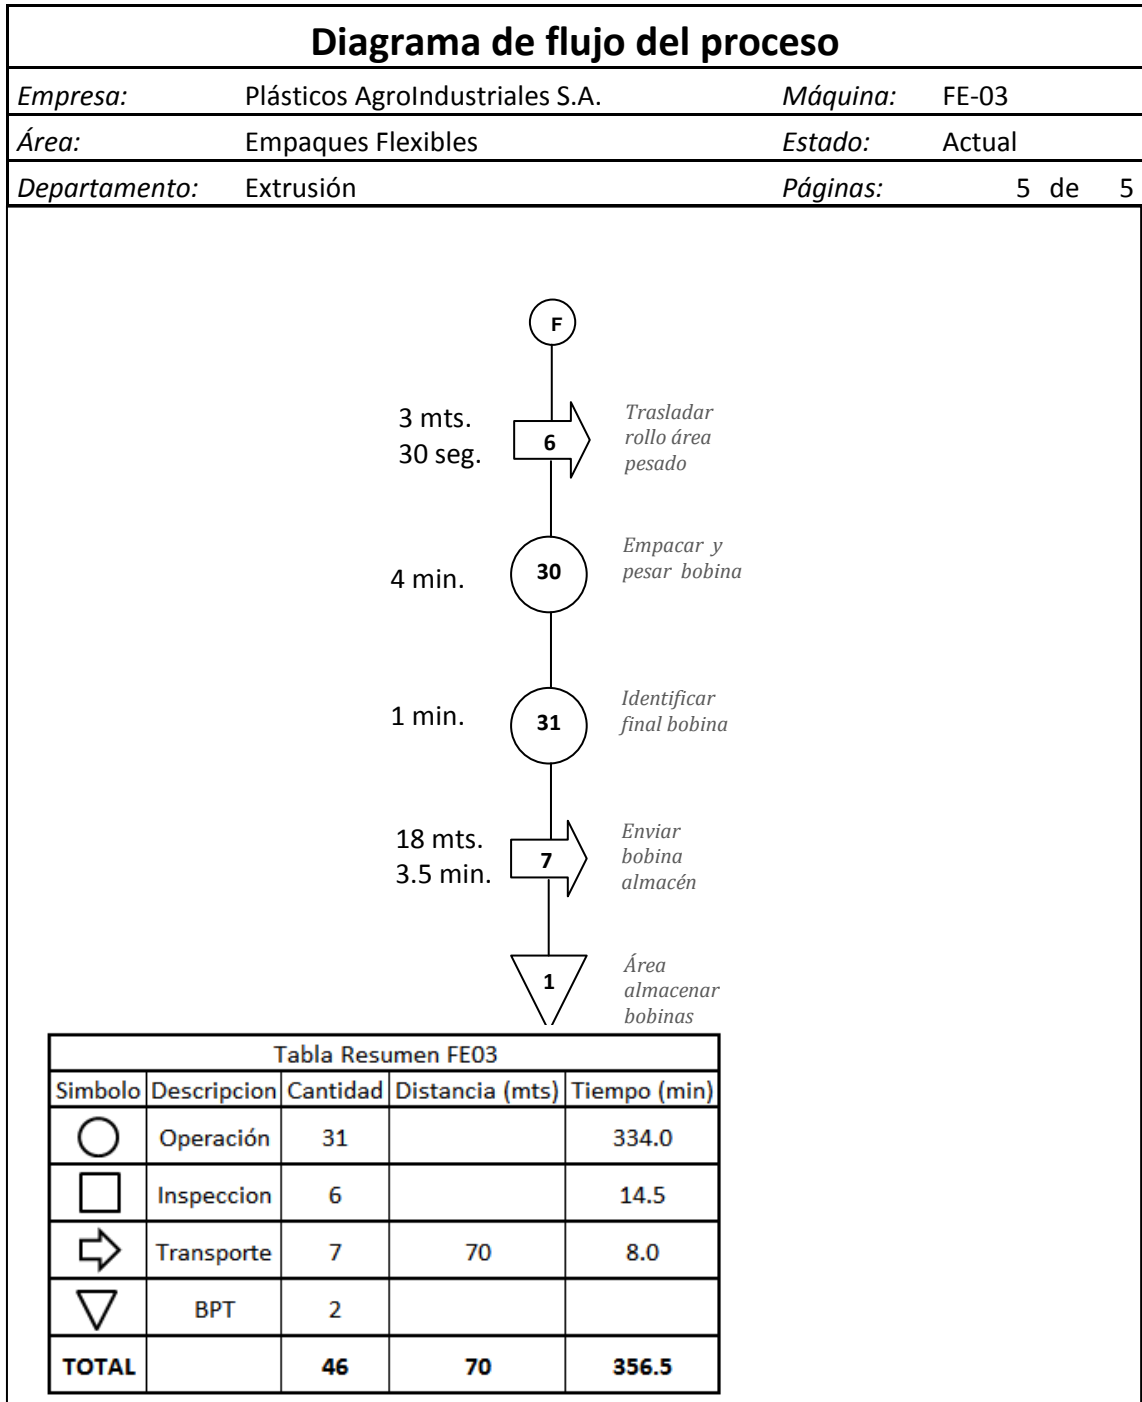 Diagrama de flujo del proceso
Empresa: Plásticos AgroIndustriales S.A. Máquina: FE-03
Área: Empaques Flexibles Estado: Actual
Departamento: Extrusión Páginas: 5 de 5
F
3 mts.
30 seg.
6
Trasladar
rollo área
pesado
4 min.
30
Empacar y
pesar bobina
1 min.
31
Identificar
final bobina
18 mts.
3.5 min.
7
Enviar
bobina
almacén
1
Área
almacenar
bobinas
Tabla Resumen FE03
Simbolo Descripcion Cantidad Distancia (mts) Tiempo (min)
Operación 31 334.0
Inspeccion 6 14.5
Transporte 7 70 8.0
BPT 2
TOTAL 46 70 356.5